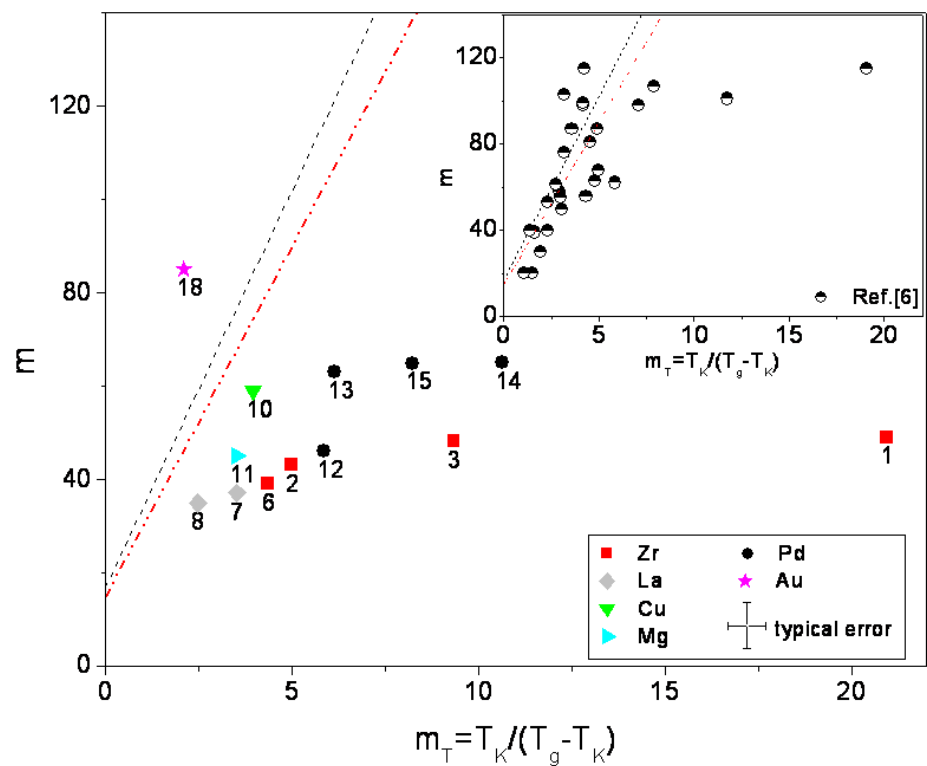 120
80
40
0
m
0 5 10 15 20
m_T=T_K/(T_g-T_K)
18
10
13
15
14
11
12
2
3
1
6
7
8
120
80
40
0
m
Ref.[6]
0 5 10 15 20
m_T=T_K/(T_g-T_K)
Zr
La
Cu
Mg
Pd
Au
typical error